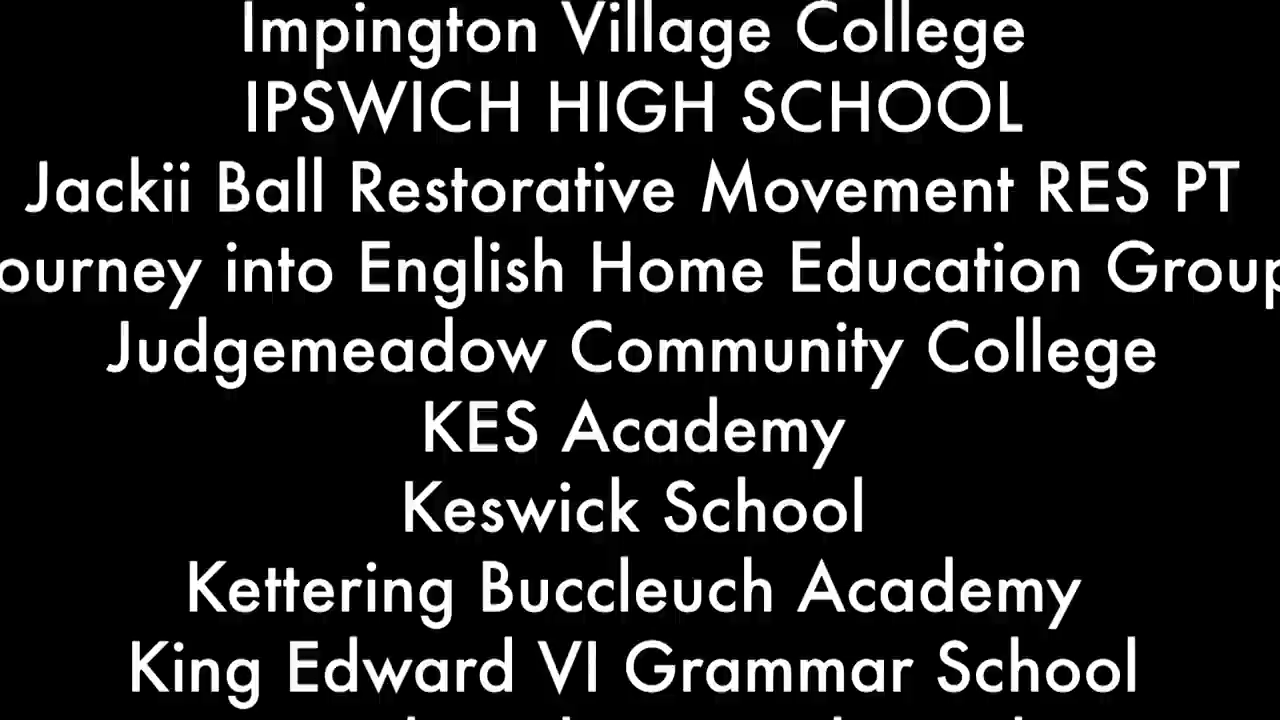 Impington Village College
IPSWICH HIGH SCHOOL
Jackii Ball Restorative Movement RES PT
ourney into English Home Education Group
Judgemeadow Community College
KES Academy
Keswick School
Kettering Buccleuch Academy
King Edward VI Grammar School